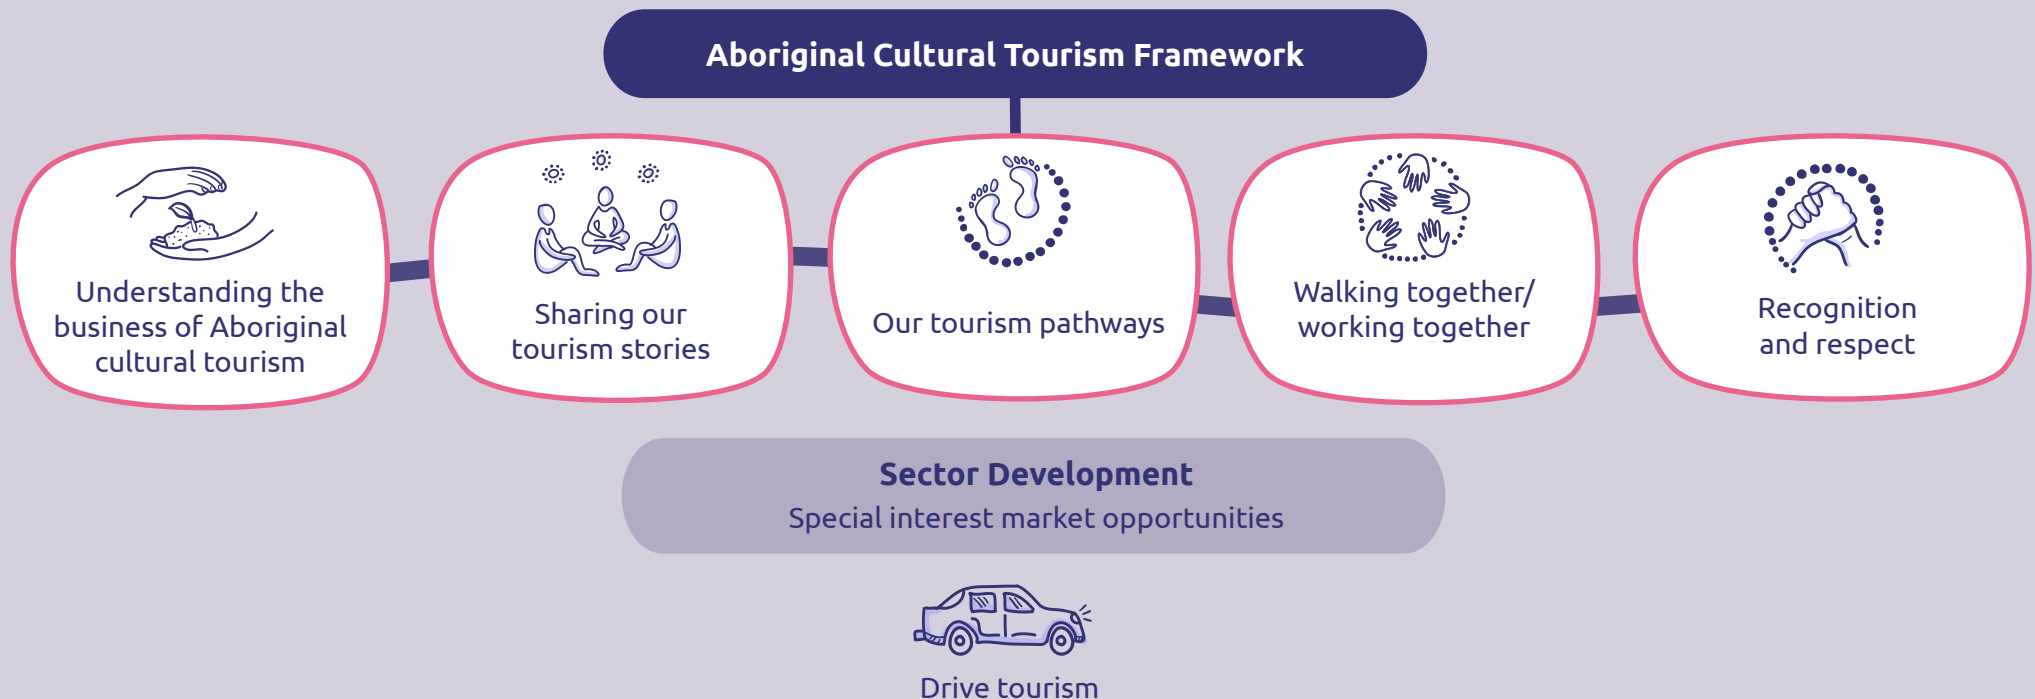 Aboriginal Cultural Tourism Framework
Understanding the
business of Aboriginal
cultural tourism
Sharing our
tourism stories
Our tourism pathways
Walking together/
working together
Recognition
and respect
Sector Development
Special interest market opportunities
Drive tourism